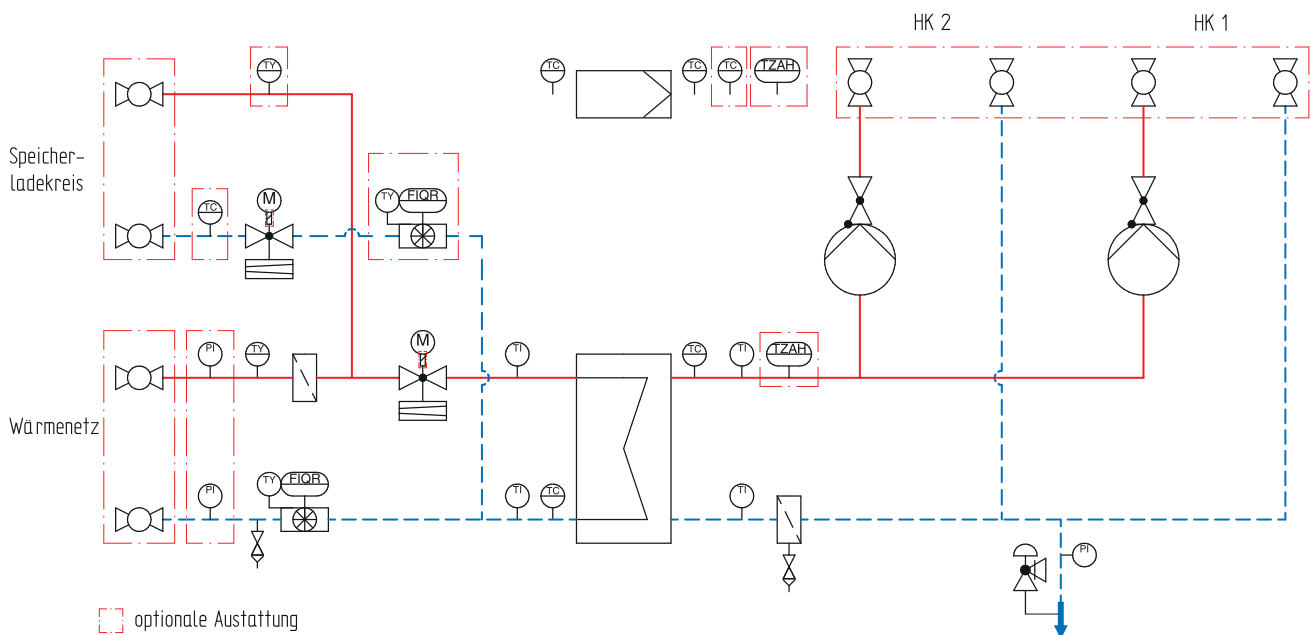 HK 2
HK 1
TY
TC
TC
TC
TZAH
Speicher-
ladekreis
TC
M
TY
FIQR
PI
TY
M
TI
TC
TI
TZAH
Wärmenetz
PI
TY
FIQR
TI
TC
TI
PI
optionale Austattung